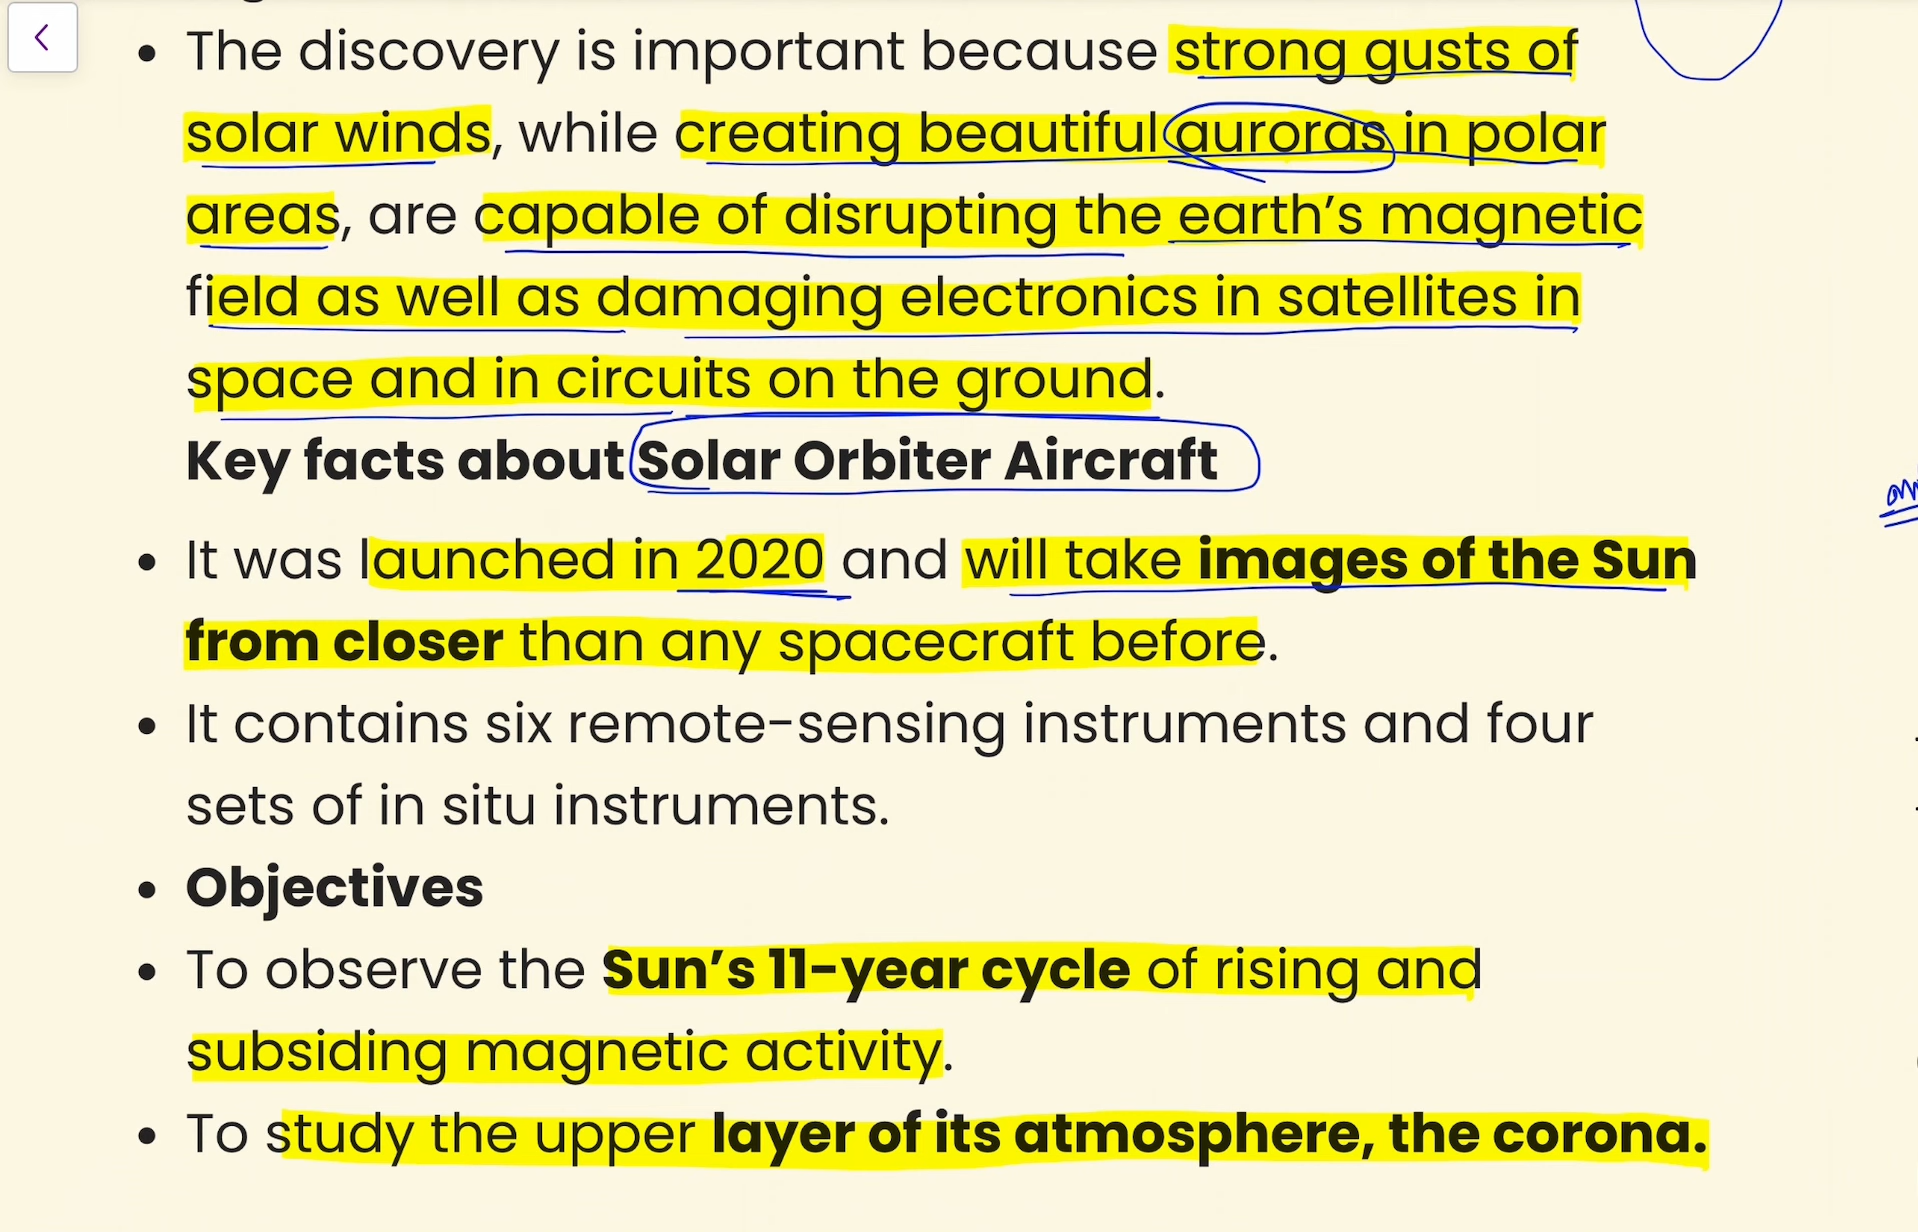 • The discovery is important because strong gusts of
solar winds, while creating beautiful auroras in polar
areas, are capable of disrupting the earth’s magnetic
field as well as damaging electronics in satellites in
space and in circuits on the ground.
Key facts about Solar Orbiter Aircraft
• It was launched in 2020 and will take images of the Sun
from closer than any spacecraft before.
• It contains six remote-sensing instruments and four
sets of in situ instruments.
• Objectives
• To observe the Sun’s 11-year cycle of rising and
subsiding magnetic activity.
• To study the upper layer of its atmosphere, the corona.